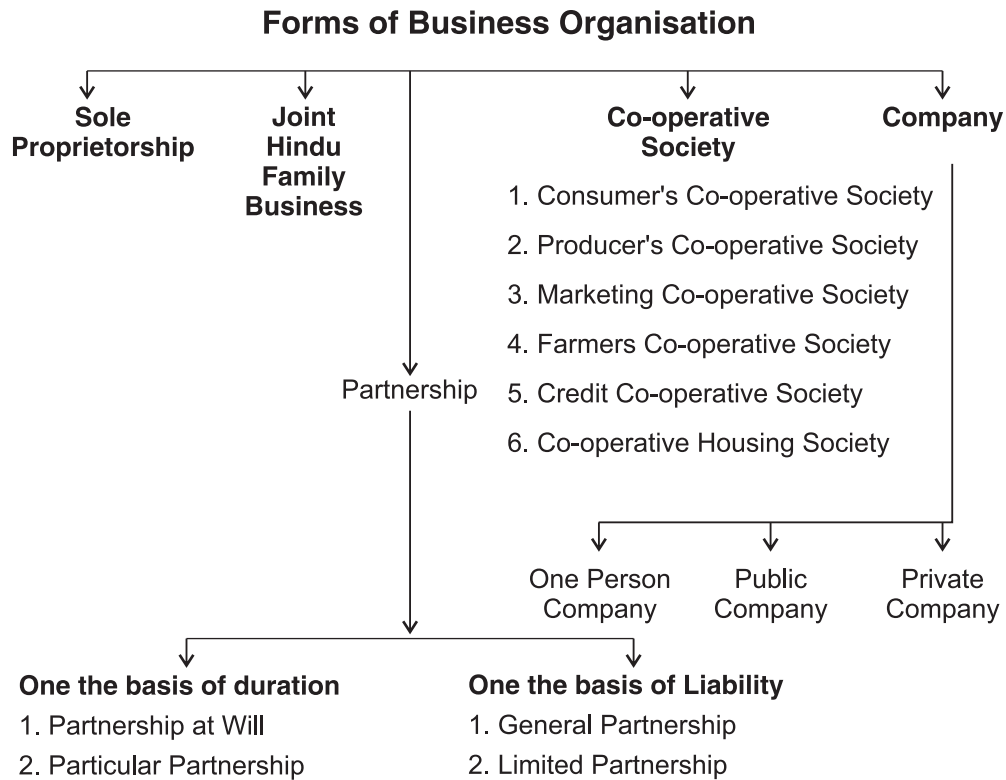 Forms of Business Organisation
Sole
Proprietorship
Joint
Hindu
Family
Business
Co-operative
Society
Company
1. Consumer's Co-operative Society
2. Producer's Co-operative Society
3. Marketing Co-operative Society
4. Farmers Co-operative Society
5. Credit Co-operative Society
6. Co-operative Housing Society
Partnership
One Person
Company
Public
Company
Private
Company
One the basis of duration
1. Partnership at Will
2. Particular Partnership
One the basis of Liability
1. General Partnership
2. Limited Partnership